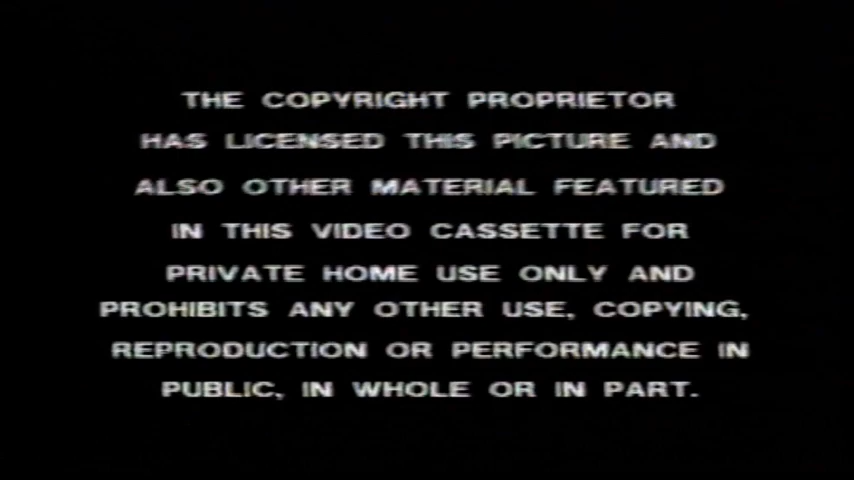 THE COPYRIGHT PROPRIETOR
HAS LICENSED THIS PICTURE AND
ALSO OTHER MATERIAL FEATURED
IN THIS VIDEO CASSETTE FOR
PRIVATE HOME USE ONLY AND
PROHIBITS ANY OTHER USE, COPYING,
REPRODUCTION OR PERFORMANCE IN
PUBLIC, IN WHOLE OR IN PART.